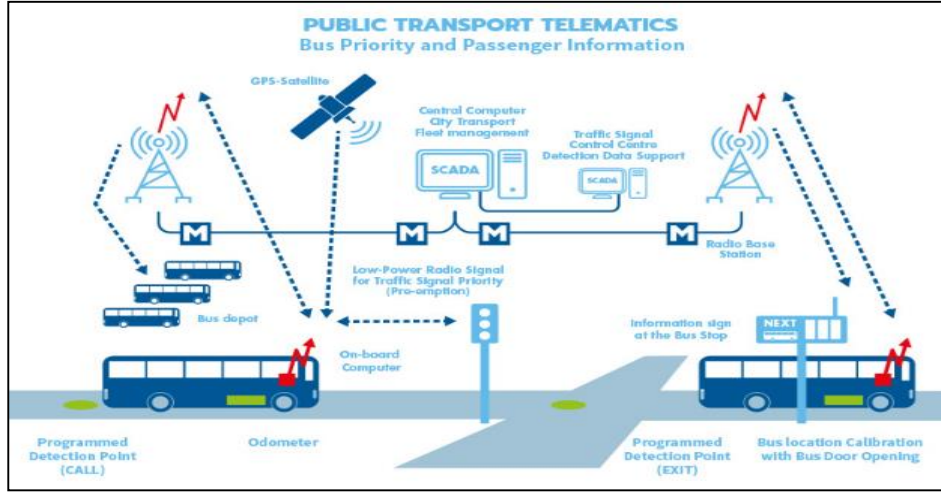 PUBLIC TRANSPORT TELEMATICS
Bus Priority and Passenger Information
GPS-Satellite
Central Computer
City Transport
Fleet management
Traffic Signal
Control Centre
Detection Data Support
SCADA
SCADA
M
M
M
M
Radio Base
Station
Low-Power Radio Signal
for Traffic Signal Priority
(Pre-emption)
Bus depot
Information sign
at the Bus Stop
NEXT
On-board
Computer
Programmed
Detection Point
(CALL)
Odometer
Programmed
Detection Point
(EXIT)
Bus location Calibration
with Bus Door Opening